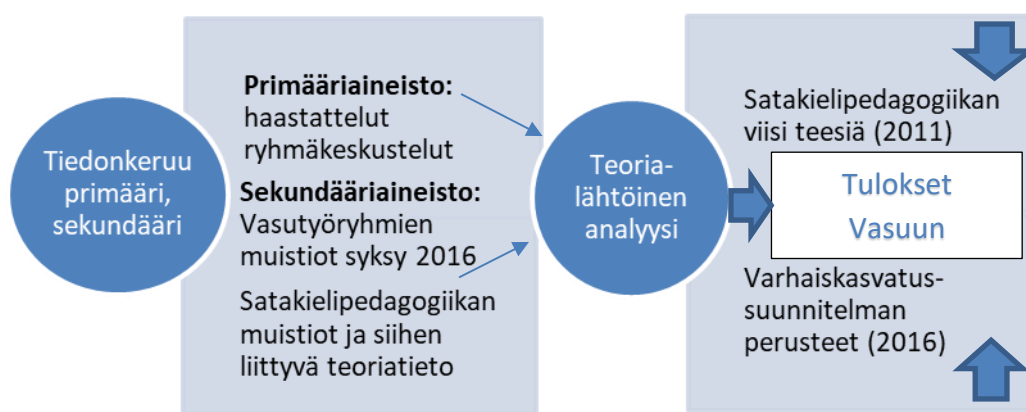 Tiedonkeruu
primääri,
sekundääri
Primääriaineisto:
haastattelut
ryhmäkeskustelut
Sekundääriaineisto:
Vasutyöryhmien
muistiot syksy 2016
Satakielipedagogiikan
muistiot ja siihen
liittyvä teoriatieto
Teoria-
lähtöinen
analyysi
Satakielipedagogiikan
viisi teesiä (2011)
Tulokset
Vasuun
Varhaiskasvatus-
suunnitelman
perusteet (2016)